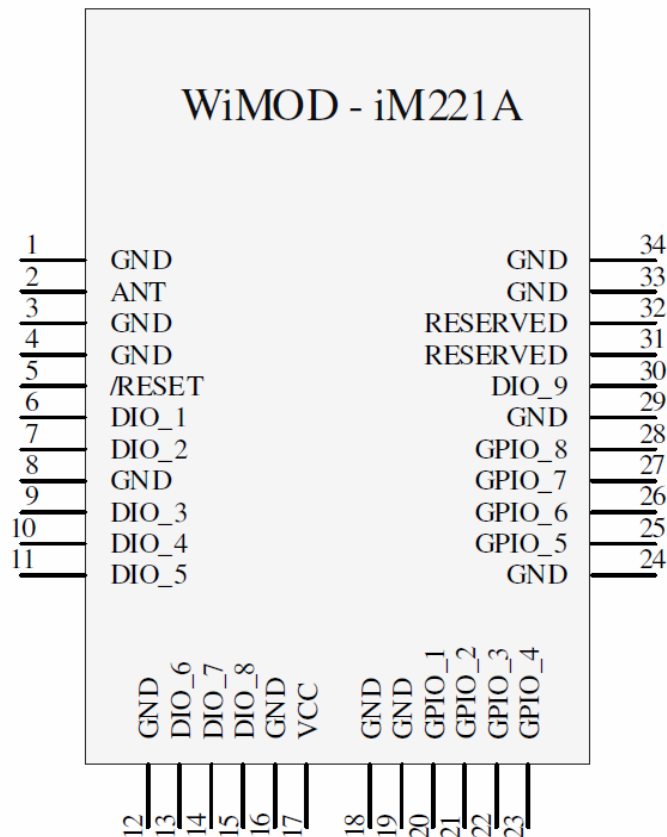 WiMOD - iM221A
1 GND GND 34
2 ANT GND 33
3 GND RESERVED 32
4 GND RESERVED 31
5 /RESET DIO_9 30
6 DIO_1 GND 29
7 DIO_2 GPIO_8 28
8 GND GPIO_7 27
9 DIO_3 GPIO_6 26
10 DIO_4 GPIO_5 25
11 DIO_5 GND 24
GND DIO_6 DIO_7 DIO_8 GND VCC GND GND GPIO_1 GPIO_2 GPIO_3 GPIO_4
12 13 14 15 16 17 18 19 20 21 22 23